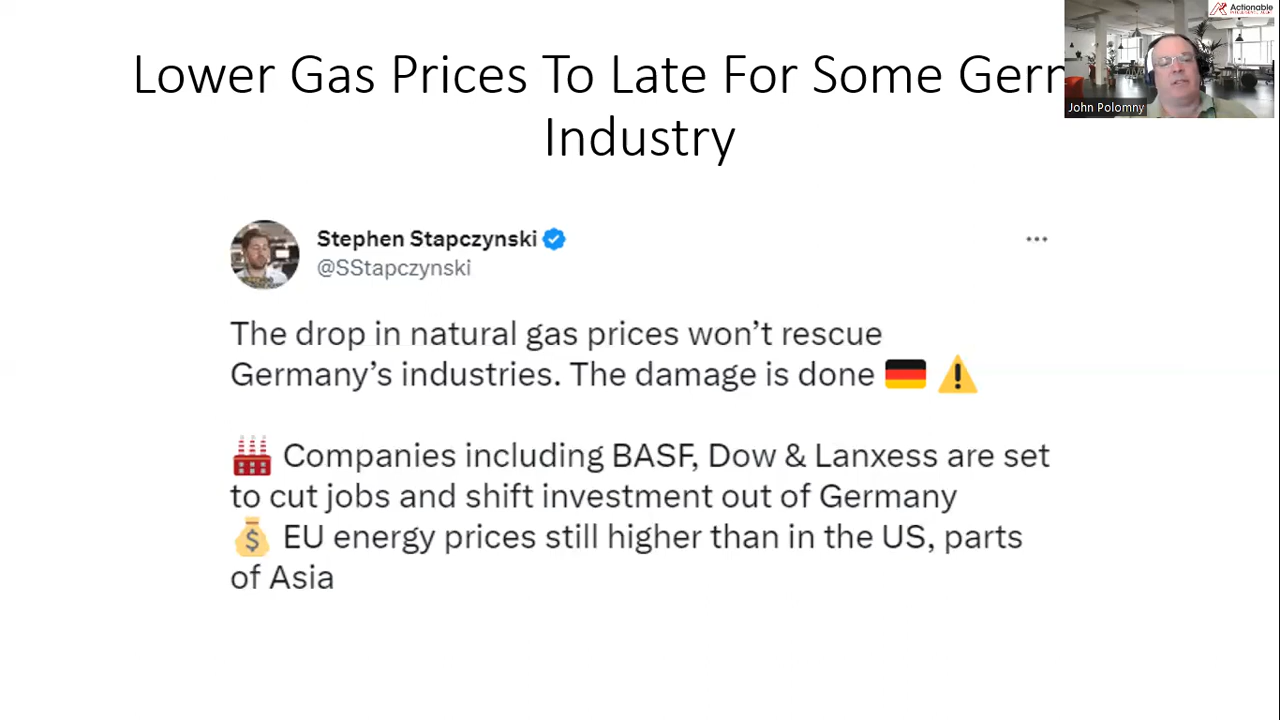 Lower Gas Prices To Late For Some Germ
Industry
Actionable
John Polomny
Stephen Stapczynski
@SStapczynski
The drop in natural gas prices won’t rescue
Germany’s industries. The damage is done
Companies including BASF, Dow & Lanxess are set
to cut jobs and shift investment out of Germany
EU energy prices still higher than in the US, parts
of Asia